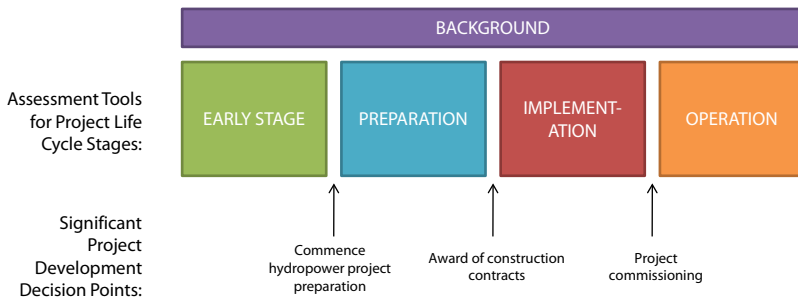 BACKGROUND
Assessment Tools
for Project Life
Cycle Stages:
EARLY STAGE
PREPARATION
IMPLEMENT-
ATION
OPERATION
Significant
Project
Development
Decision Points:
Commence
hydropower project
preparation
Award of construction
contracts
Project
commissioning